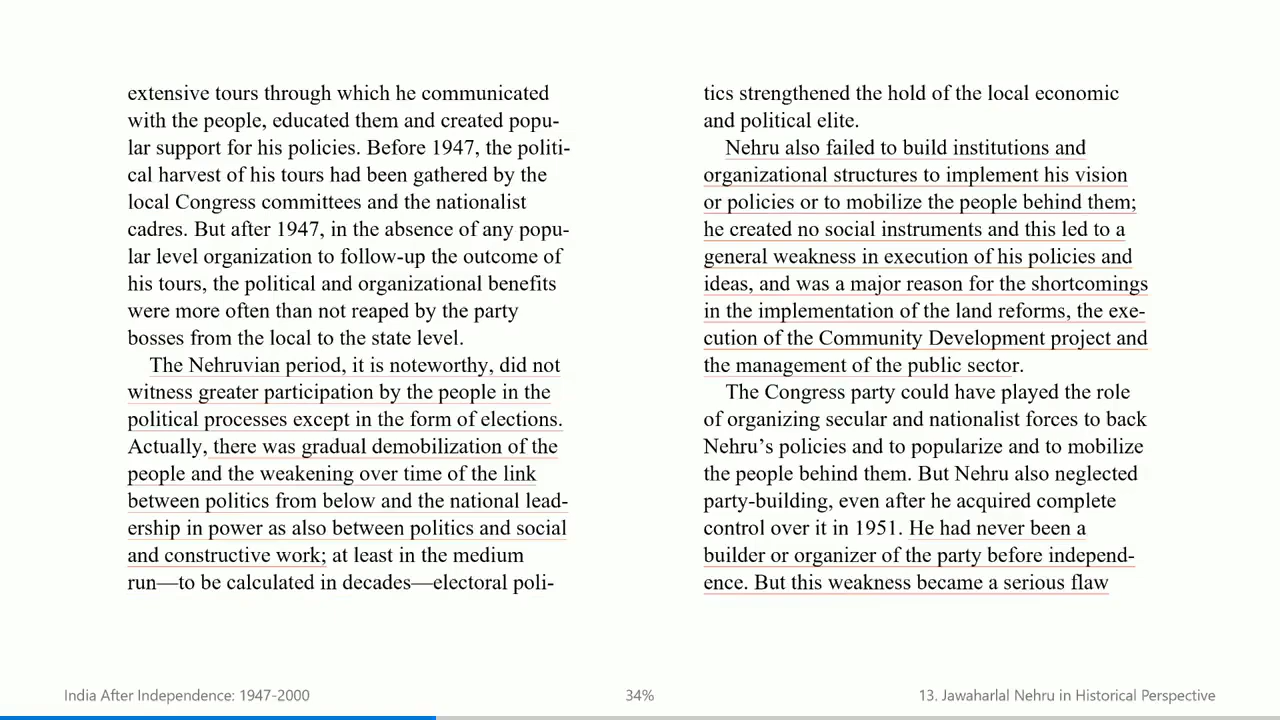 extensive tours through which he communicated
with the people, educated them and created popu-
lar support for his policies. Before 1947, the politi-
cal harvest of his tours had been gathered by the
local Congress committees and the nationalist
cadres. But after 1947, in the absence of any popu-
lar level organization to follow-up the outcome of
his tours, the political and organizational benefits
were more often than not reaped by the party
bosses from the local to the state level.
The Nehruvian period, it is noteworthy, did not
witness greater participation by the people in the
political processes except in the form of elections.
Actually, there was gradual demobilization of the
people and the weakening over time of the link
between politics from below and the national lead-
ership in power as also between politics and social
and constructive work; at least in the medium
run—to be calculated in decades—electoral poli-
tics strengthened the hold of the local economic
and political elite.
Nehru also failed to build institutions and
organizational structures to implement his vision
or policies or to mobilize the people behind them;
he created no social instruments and this led to a
general weakness in execution of his policies and
ideas, and was a major reason for the shortcomings
in the implementation of the land reforms, the exe-
cution of the Community Development project and
the management of the public sector.
The Congress party could have played the role
of organizing secular and nationalist forces to back
Nehru’s policies and to popularize and to mobilize
the people behind them. But Nehru also neglected
party-building, even after he acquired complete
control over it in 1951. He had never been a
builder or organizer of the party before independ-
ence. But this weakness became a serious flaw
India After Independence: 1947-2000
34%
13. Jawaharlal Nehru in Historical Perspective